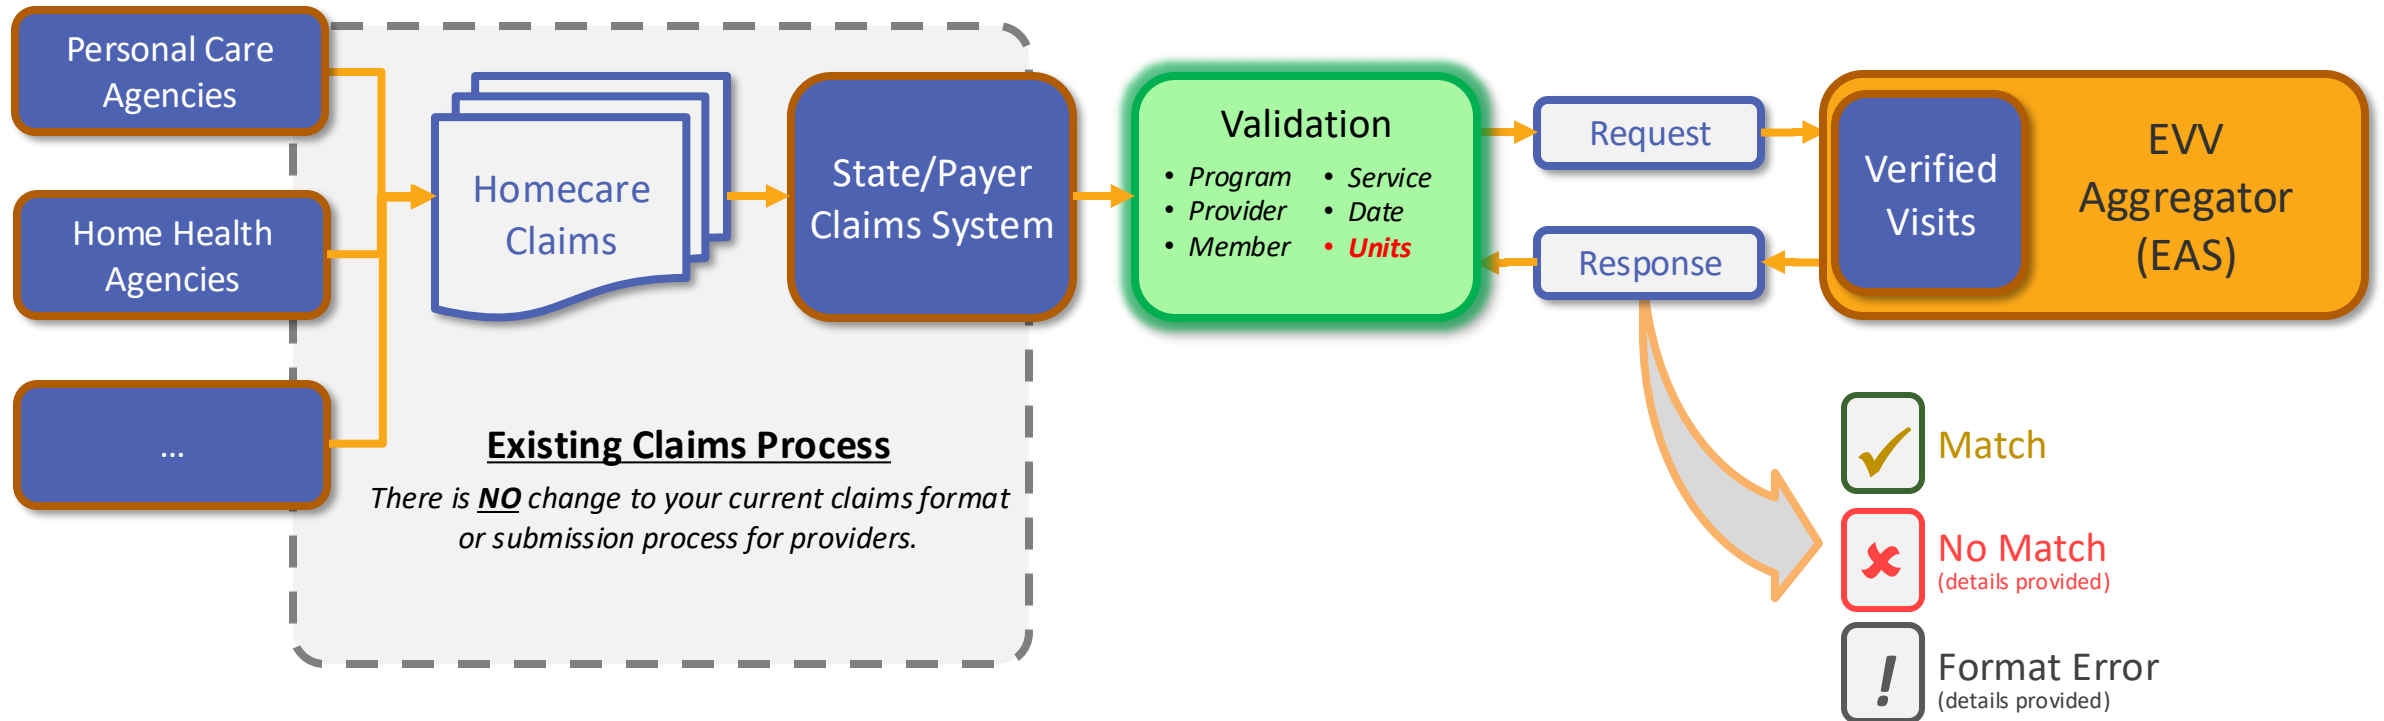 Personal Care
Agencies
Home Health
Agencies
...
Homecare
Claims
State/Payer
Claims System
Existing Claims Process
There is NO change to your current claims format
or submission process for providers.
Validation
• Program
• Provider
• Member
• Service
• Date
• Units
Request
Response
Verified
Visits
EVV
Aggregator
(EAS)
Match
No Match
(details provided)
!
Format Error
(details provided)